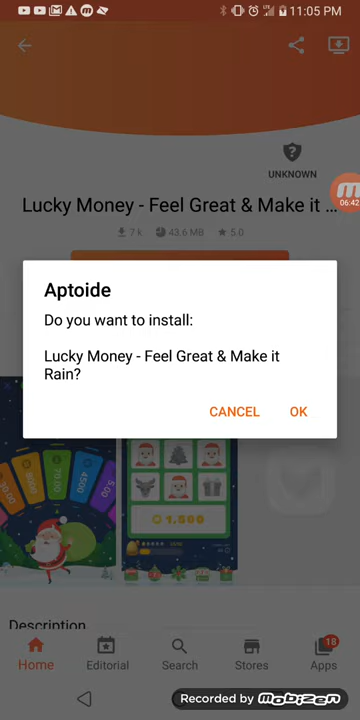 11:05 PM
UNKNOWN
Lucky Money - Feel Great & Make it ...
7 k 43.6 MB 5.0
06:42
Aptoide
Do you want to install:
Lucky Money - Feel Great & Make it
Rain?
CANCEL OK
4500
1,500
Description
18
Home Editorial Search Stores Apps
Recorded by mobizen